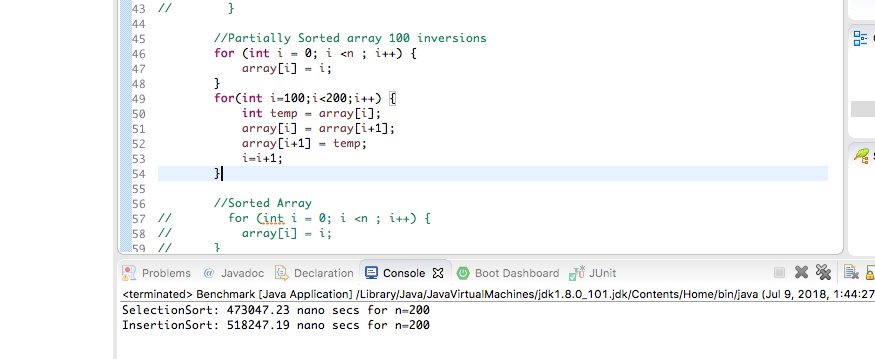 43 //        }
44
45        //Partially Sorted array 100 inversions
46        for (int i = 0; i <n ; i++) {
47            array[i] = i;
48        }
49        for(int i=100;i<200;i++) {
50            int temp = array[i];
51            array[i] = array[i+1];
52            array[i+1] = temp;
53            i=i+1;
54        }
55
56        //Sorted Array
57 //        for (int i = 0; i <n ; i++) {
58 //            array[i] = i;
59 //        }
Problems @ Javadoc Declaration Console Boot Dashboard JUnit
<terminated> Benchmark [Java Application] /Library/Java/JavaVirtualMachines/jdk1.8.0_101.jdk/Contents/Home/bin/java (Jul 9, 2018, 1:44:27
SelectionSort: 473047.23 nano secs for n=200
InsertionSort: 518247.19 nano secs for n=200